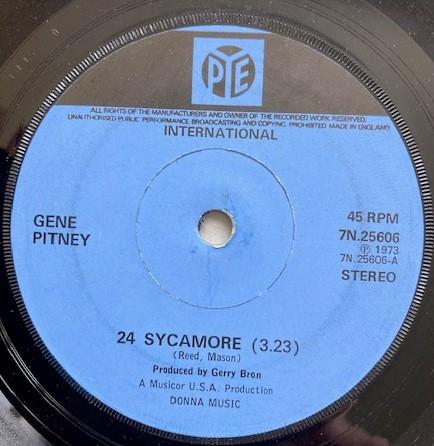 PYE
ALL RIGHTS OF THE MANUFACTURERS AND OWNER OF THE RECORDED WORK RESERVED.
UNAUTHORISED PUBLIC PERFORMANCE, BROADCASTING AND COPYING PROHIBITED MADE IN ENGLAND
INTERNATIONAL
GENE
PITNEY
45 RPM
7N.25606
℗ 1973
7N.25606-A
STEREO
24 SYCAMORE (3.23)
(Reed, Mason)
Produced by Gerry Bron
A Musicor U.S.A. Production
DONNA MUSIC